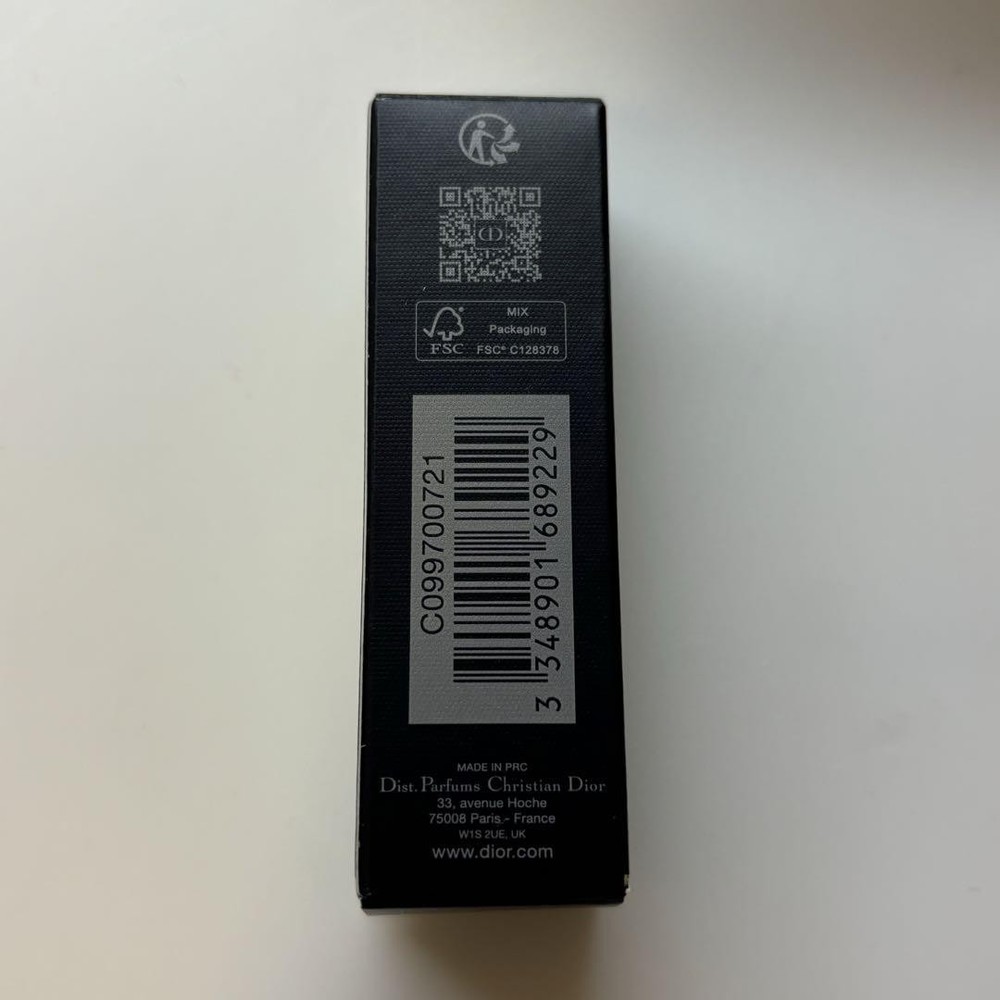 MIX
Packaging
FSC
FSC® C128378
C099700721
3 348901 689229
MADE IN PRC
Dist. Parfums Christian Dior
33, avenue Hoche
75008 Paris - France
W1S 2UE, UK
www.dior.com